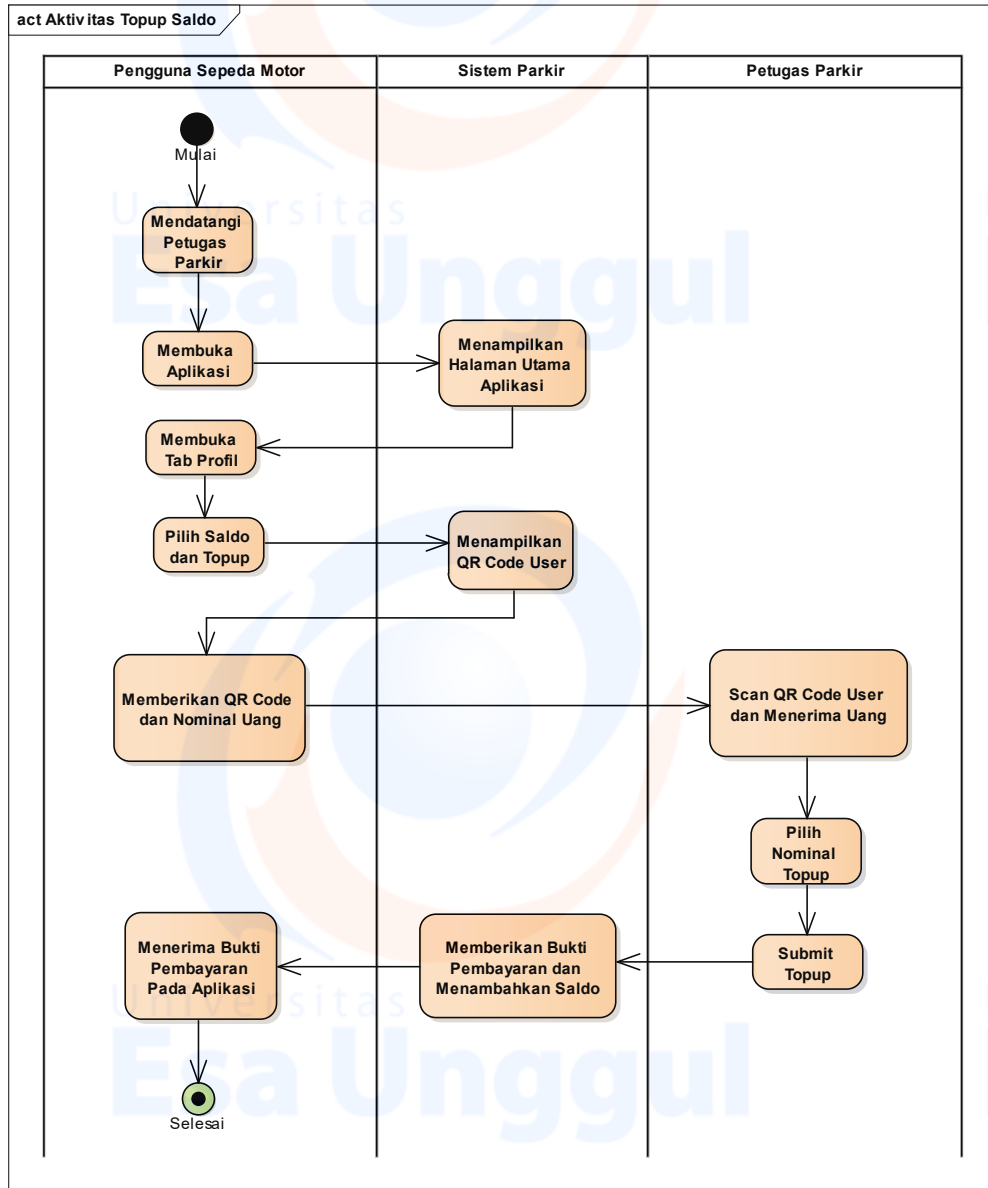 act Aktivitas Topup Saldo
Pengguna Sepeda Motor
Sistem Parkir
Petugas Parkir
Mulai
Mendatangi
Petugas
Parkir
Membuka
Aplikasi
Menampilkan
Halaman Utama
Aplikasi
Membuka
Tab Profil
Pilih Saldo
dan Topup
Menampilkan
QR Code User
Memberikan QR Code
dan Nominal Uang
Scan QR Code User
dan Menerima Uang
Pilih
Nominal
Topup
Submit
Topup
Memberikan Bukti
Pembayaran dan
Menambahkan Saldo
Menerima Bukti
Pembayaran
Pada Aplikasi
Selesai
Universitas
Esa Unggul
Universitas
Esa Unggul